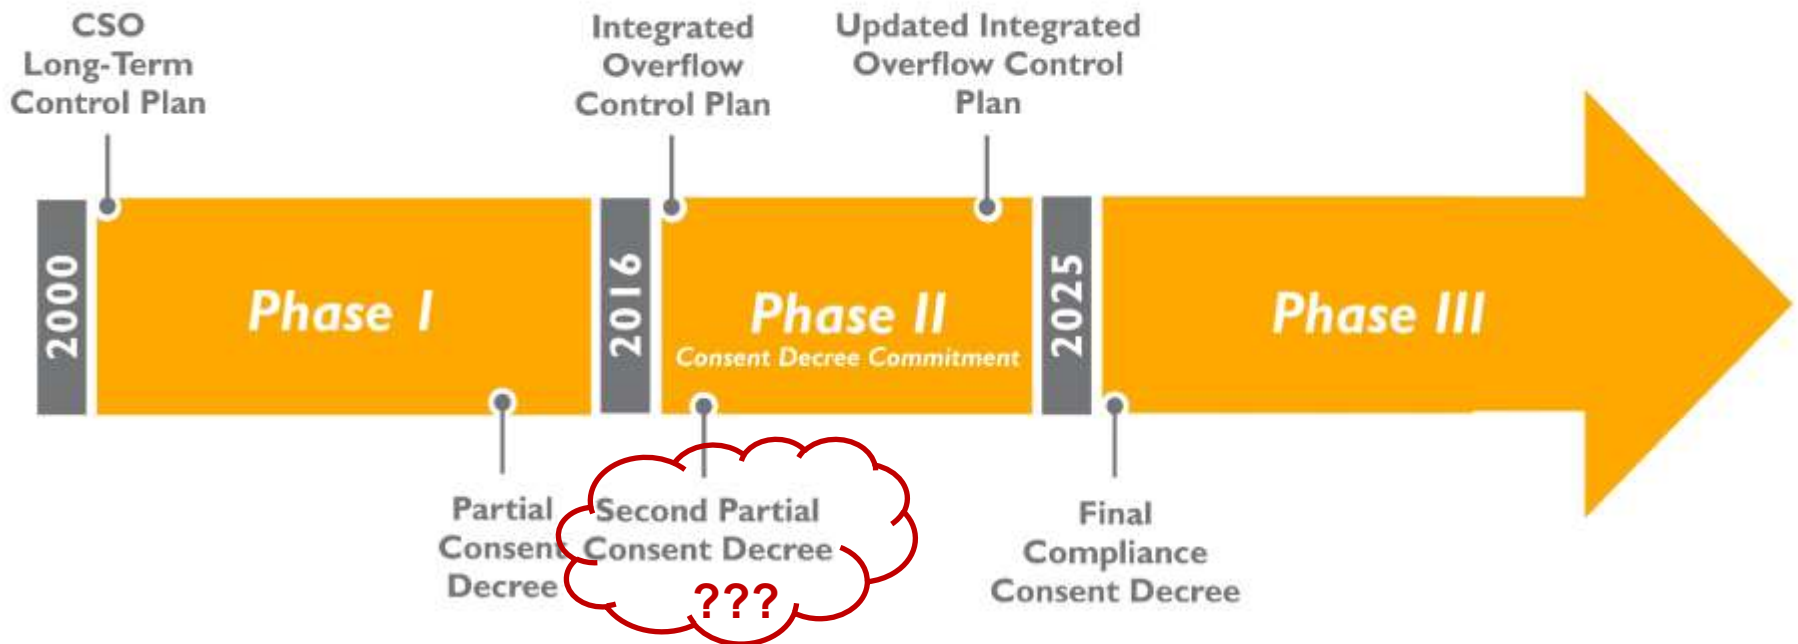 CSO
Long-Term
Control Plan
Integrated
Overflow
Control Plan
Updated Integrated
Overflow Control
Plan
2000
Phase I
2016
Phase II
Consent Decree Commitment
2025
Phase III
Partial
Consent
Decree
Second Partial
Consent Decree
???
Final
Compliance
Consent Decree